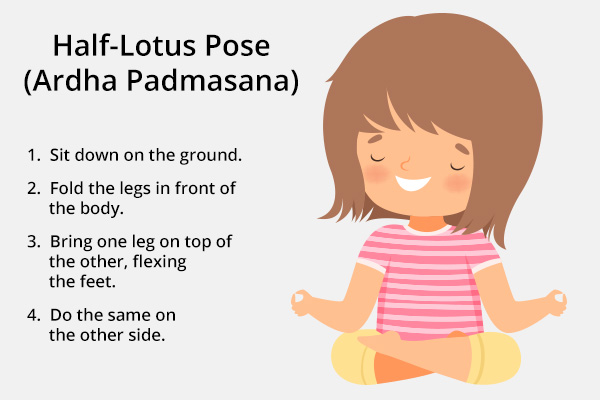 Half-Lotus Pose
(Ardha Padmasana)
1. Sit down on the ground.
2. Fold the legs in front of
the body.
3. Bring one leg on top of
the other, flexing
the feet.
4. Do the same on
the other side.